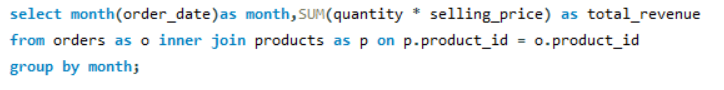 select month(order_date)as month,SUM(quantity * selling_price) as total_revenue
from orders as o inner join products as p on p.product_id = o.product_id
group by month;